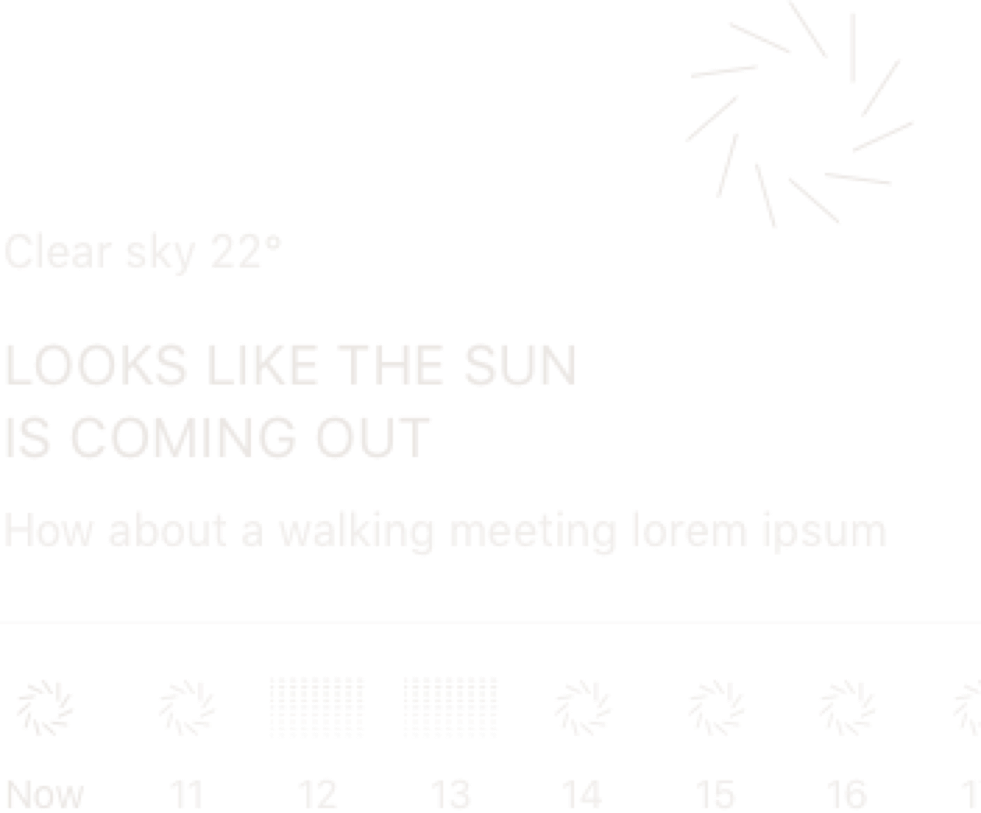 Clear sky 22°
LOOKS LIKE THE SUN
IS COMING OUT
How about a walking meeting lorem ipsum
Now 11 12 13 14 15 16